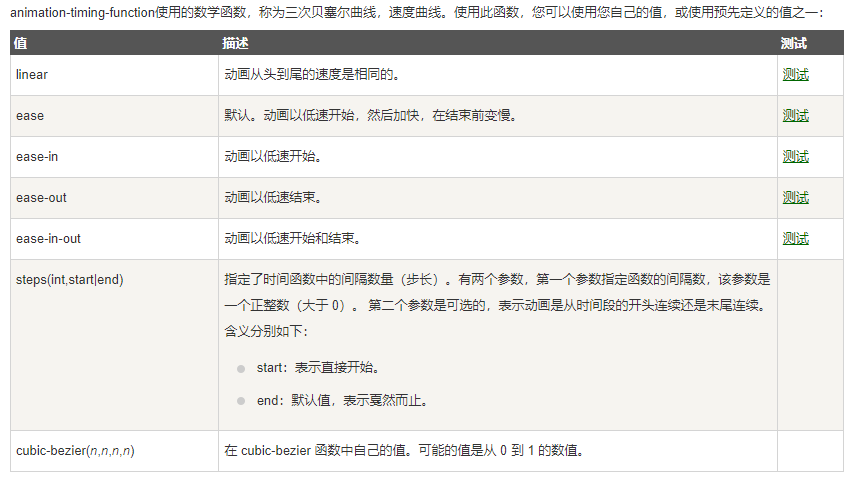 animation-timing-function使用的数学函数，称为三次贝塞尔曲线，速度曲线。使用此函数，您可以使用您自己的值，或使用预先定义的值之一：
值 描述 测试
linear 动画从头到尾的速度是相同的。 测试
ease 默认。动画以低速开始，然后加快，在结束前变慢。 测试
ease-in 动画以低速开始。 测试
ease-out 动画以低速结束。 测试
ease-in-out 动画以低速开始和结束。 测试
steps(int,start|end) 指定了时间函数中的间隔数量（步长）。有两个参数，第一个参数指定函数的间隔数，该参数是
一个正整数（大于 0）。 第二个参数是可选的，表示动画是从时间段的开头连续还是末尾连续。
含义分别如下：
start：表示直接开始。
end：默认值，表示戛然而止。
cubic-bezier(n,n,n,n) 在 cubic-bezier 函数中自己的值。可能的值是从 0 到 1 的数值。